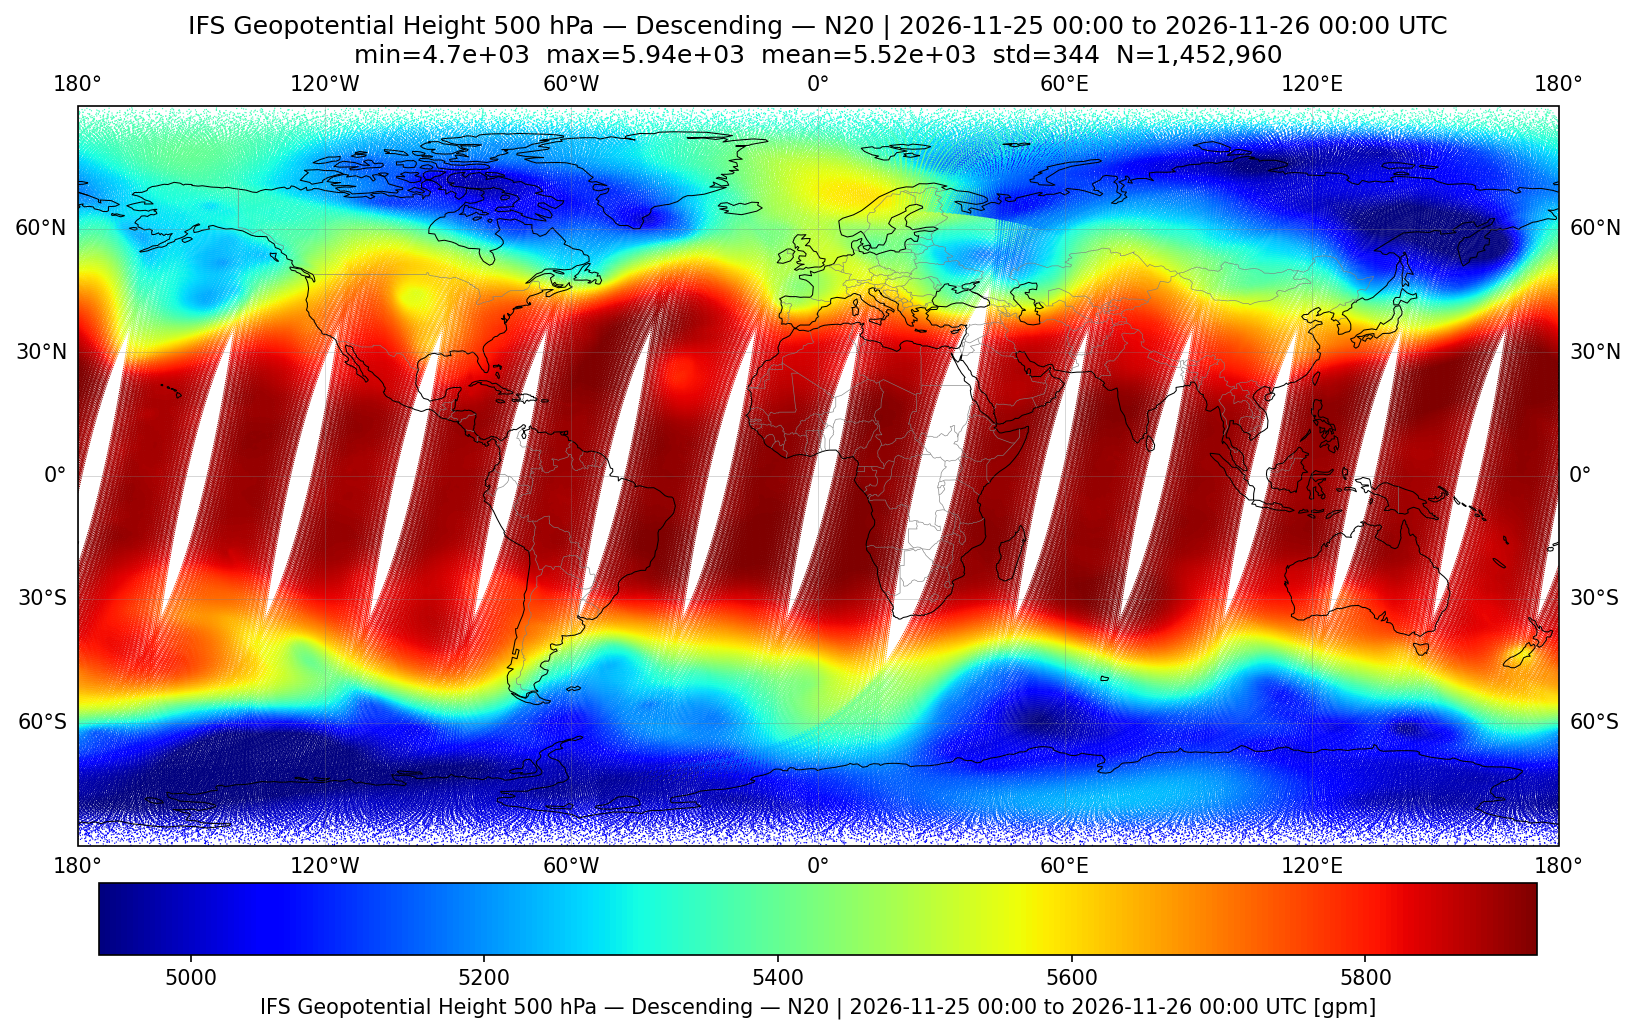 IFS Geopotential Height 500 hPa — Descending — N20 | 2026-11-25 00:00 to 2026-11-26 00:00 UTC
min=4.7e+03 max=5.94e+03 mean=5.52e+03 std=344 N=1,452,960
180° 120°W 60°W 0° 60°E 120°E 180°
60°N 60°N
30°N 30°N
0° 0°
30°S 30°S
60°S 60°S
180° 120°W 60°W 0° 60°E 120°E 180°
5000 5200 5400 5600 5800
IFS Geopotential Height 500 hPa — Descending — N20 | 2026-11-25 00:00 to 2026-11-26 00:00 UTC [gpm]